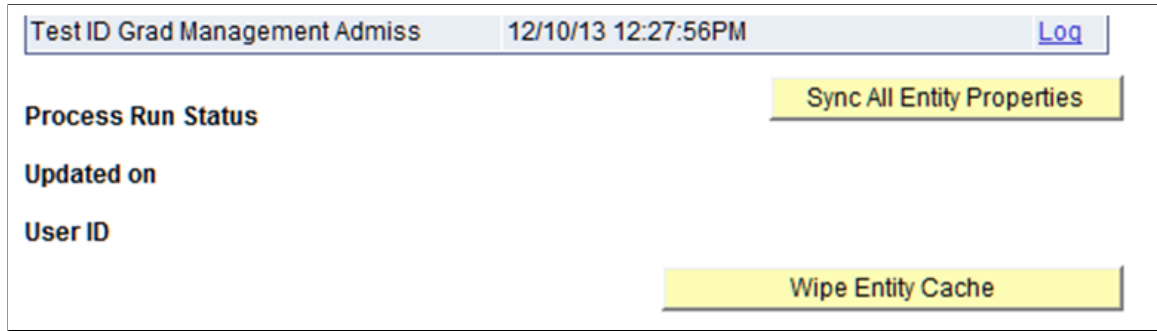 Test ID Grad Management Admiss 12/10/13 12:27:56PM Log
Sync All Entity Properties
Process Run Status
Updated on
User ID
Wipe Entity Cache